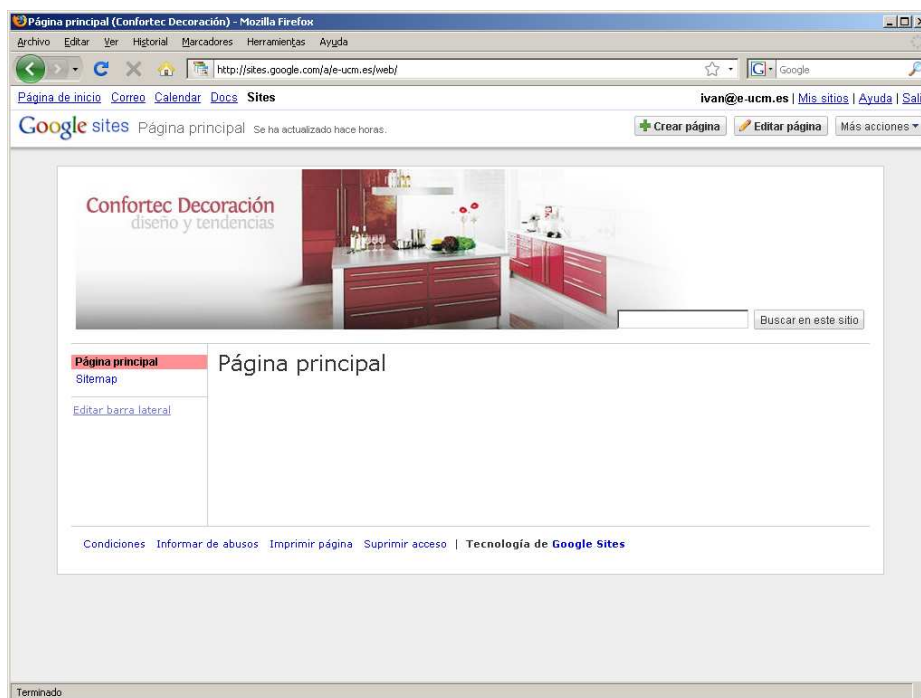 Página principal (Confortec Decoración) - Mozilla Firefox
Archivo Editar Ver Historial Marcadores Herramientas Ayuda
http://sites.google.com/a/e-ucm.es/web/ G Google
Página de inicio Correo Calendar Docs Sites ivan@e-ucm.es | Mis sitios | Ayuda | Sali
Google sites Página principal Se ha actualizado hace horas. Crear página Editar página Más acciones
Confortec Decoración
diseño y tendencias
Buscar en este sitio
Página principal Página principal
Sitemap
Editar barra lateral
Condiciones Informar de abusos Imprimir página Suprimir acceso | Tecnología de Google Sites
Terminado